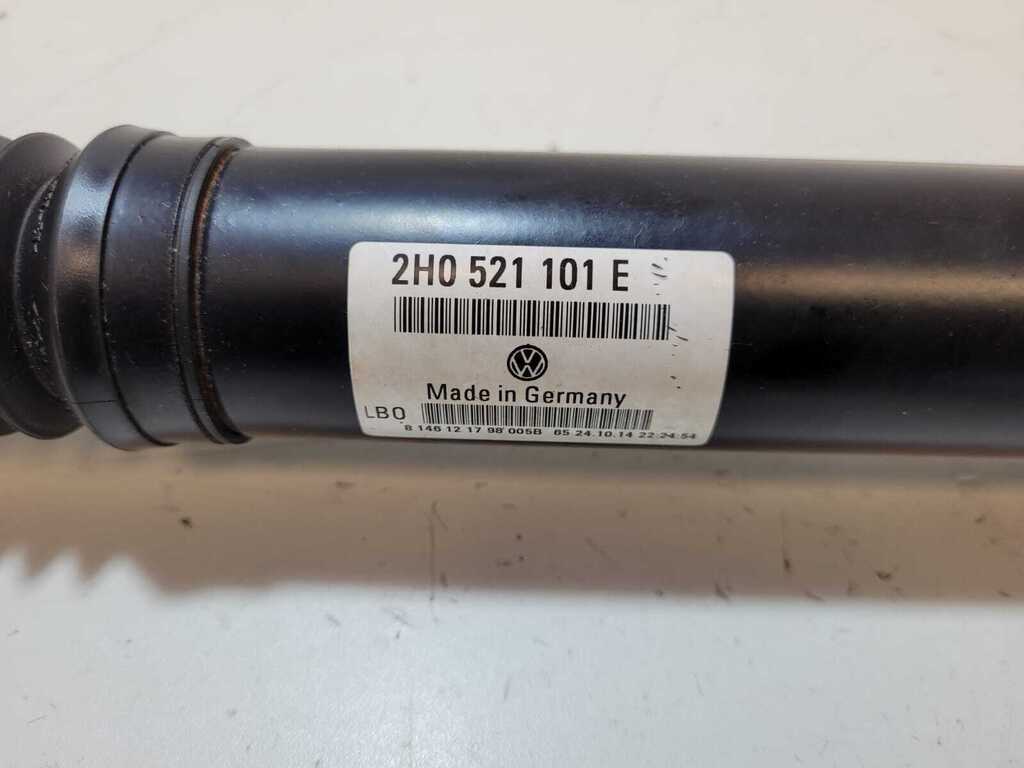 2H0 521 101 E
VW
Made in Germany
LBO
8 146 12 17 98 005B 65 24.10.14 22:24:54